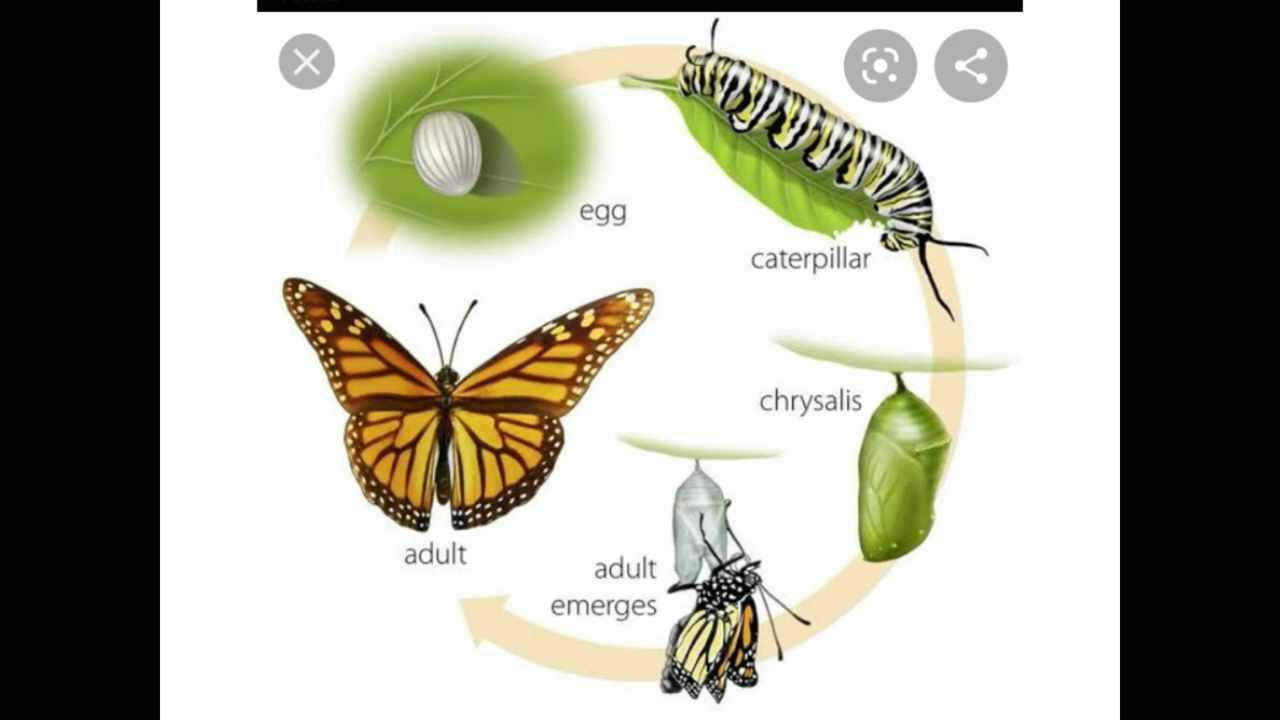 egg
caterpillar
chrysalis
adult
emerges
adult